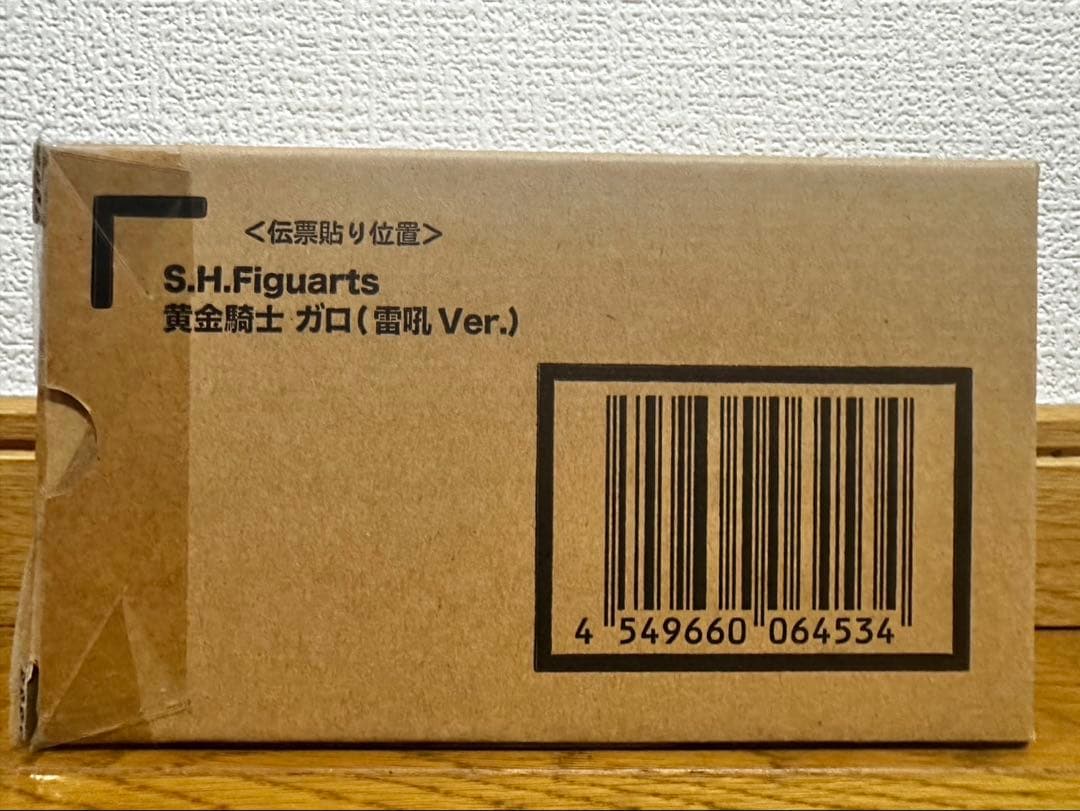 <伝票貼り位置>
S.H.Figuarts
黄金騎士 ガロ(雷吼 Ver.)
4 549660 064534